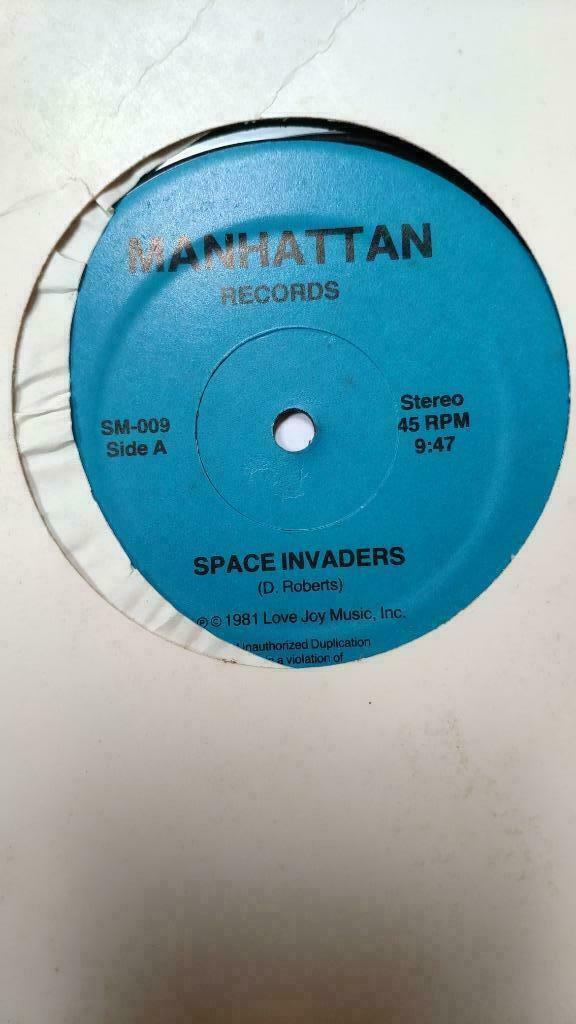 MANHATTAN
RECORDS
SM-009
Side A
Stereo
45 RPM
9:47
SPACE INVADERS
(D. Roberts)
℗ © 1981 Love Joy Music, Inc.
Unauthorized Duplication
is a violation of